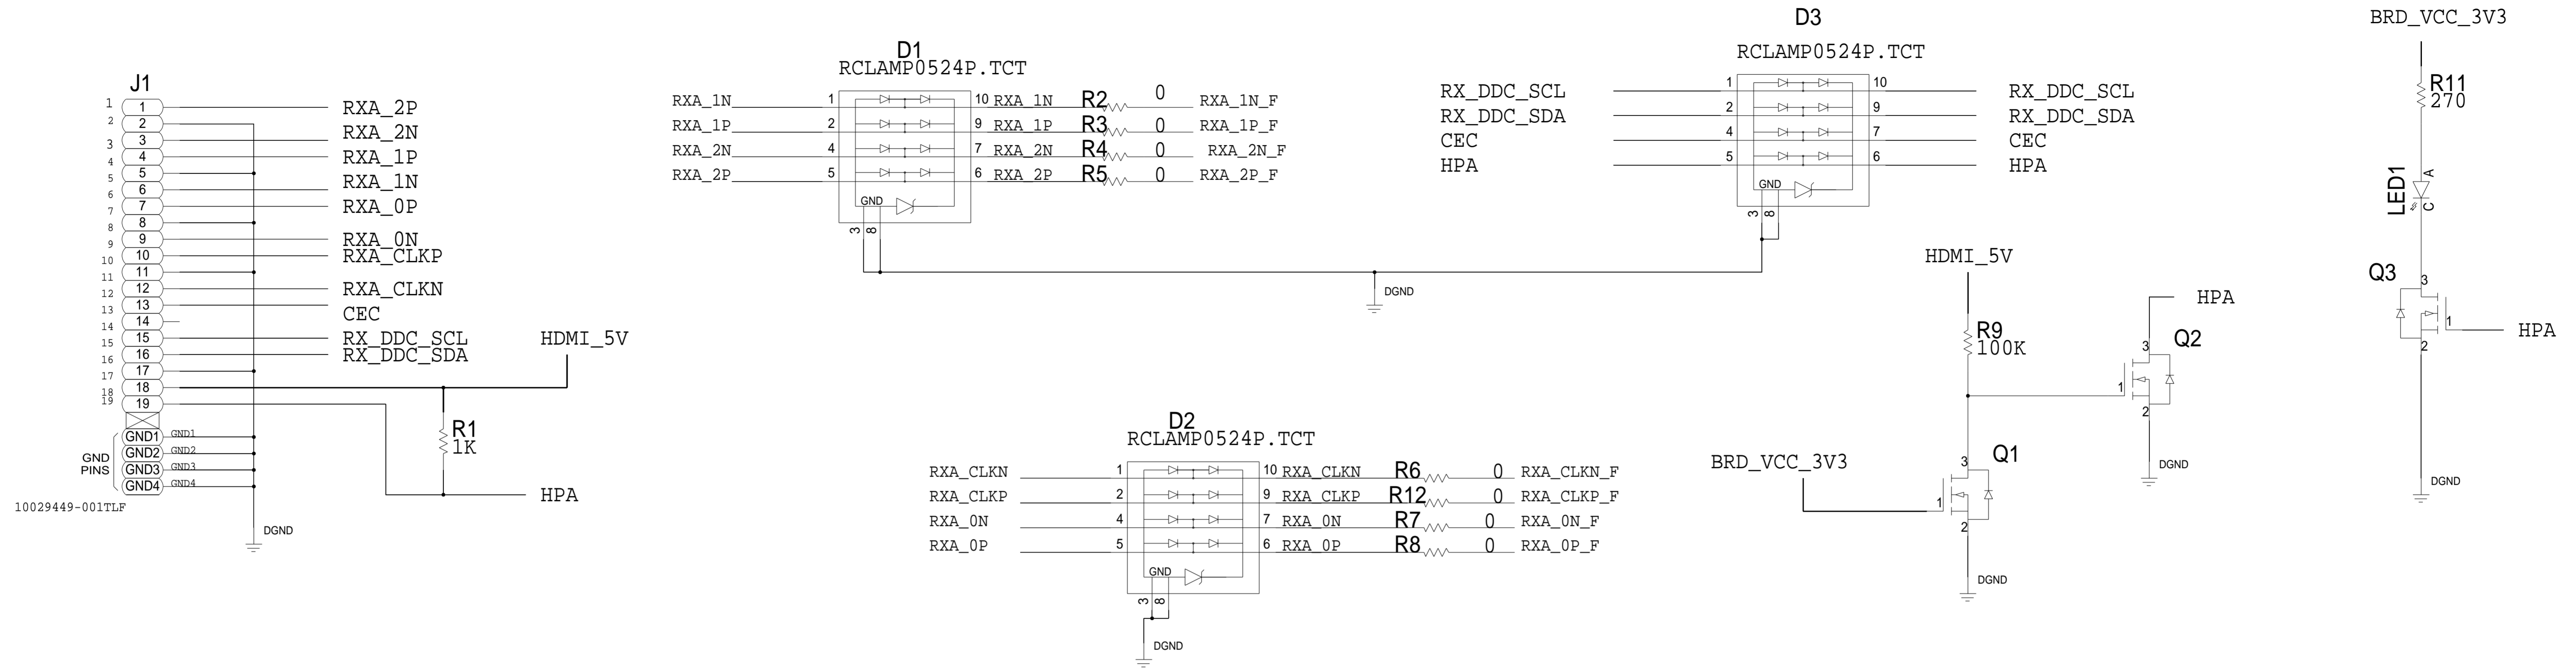 J1
1 1 RXA_2P
2 2
3 3 RXA_2N
4 4 RXA_1P
5 5
6 6 RXA_1N
7 7 RXA_0P
8 8
9 9 RXA_0N
10 10 RXA_CLKP
11 11
12 12 RXA_CLKN
13 13 CEC
14 14
15 15 RX_DDC_SCL
16 16 RX_DDC_SDA
17 17
18 18
19 19
HDMI_5V
R1
1K
HPA
GND
PINS
GND1 GND1
GND2 GND2
GND3 GND3
GND4 GND4
10029449-001TLF
DGND
D1
RCLAMP0524P.TCT
RXA_1N 1 10 RXA_1N R2 0 RXA_1N_F
RXA_1P 2 9 RXA_1P R3 0 RXA_1P_F
RXA_2N 4 7 RXA_2N R4 0 RXA_2N_F
RXA_2P 5 6 RXA_2P R5 0 RXA_2P_F
GND
3 8
DGND
D2
RCLAMP0524P.TCT
RXA_CLKN 1 10 RXA_CLKN R6 0 RXA_CLKN_F
RXA_CLKP 2 9 RXA_CLKP R12 0 RXA_CLKP_F
RXA_0N 4 7 RXA_0N R7 0 RXA_0N_F
RXA_0P 5 6 RXA_0P R8 0 RXA_0P_F
GND
3 8
DGND
D3
RCLAMP0524P.TCT
RX_DDC_SCL 1 10 RX_DDC_SCL
RX_DDC_SDA 2 9 RX_DDC_SDA
CEC 4 7 CEC
HPA 5 6 HPA
GND
3 8
HDMI_5V
R9
100K
BRD_VCC_3V3
Q1
3
1
2
DGND
HPA
Q2
3
1
2
DGND
BRD_VCC_3V3
R11
270
LED1
A
C
Q3
3
1
HPA
2
DGND